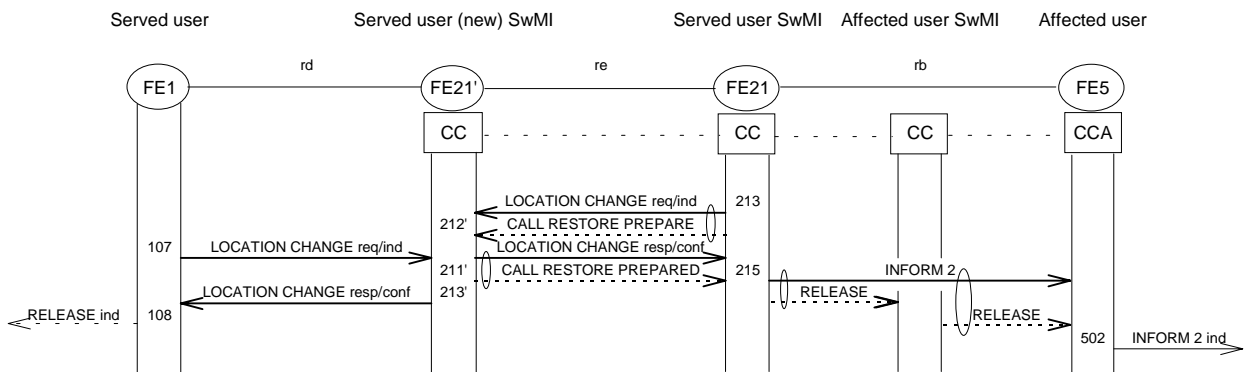 Served user Served user (new) SwMI Served user SwMI Affected user SwMI Affected user
rd re rb
FE1 FE21' FE21 FE5
CC CC CC CCA
LOCATION CHANGE req/ind 213
212' CALL RESTORE PREPARE
107 LOCATION CHANGE req/ind LOCATION CHANGE resp/conf
211' CALL RESTORE PREPARED 215 INFORM 2
LOCATION CHANGE resp/conf 213' RELEASE
RELEASE ind 108 RELEASE
502 INFORM 2 ind